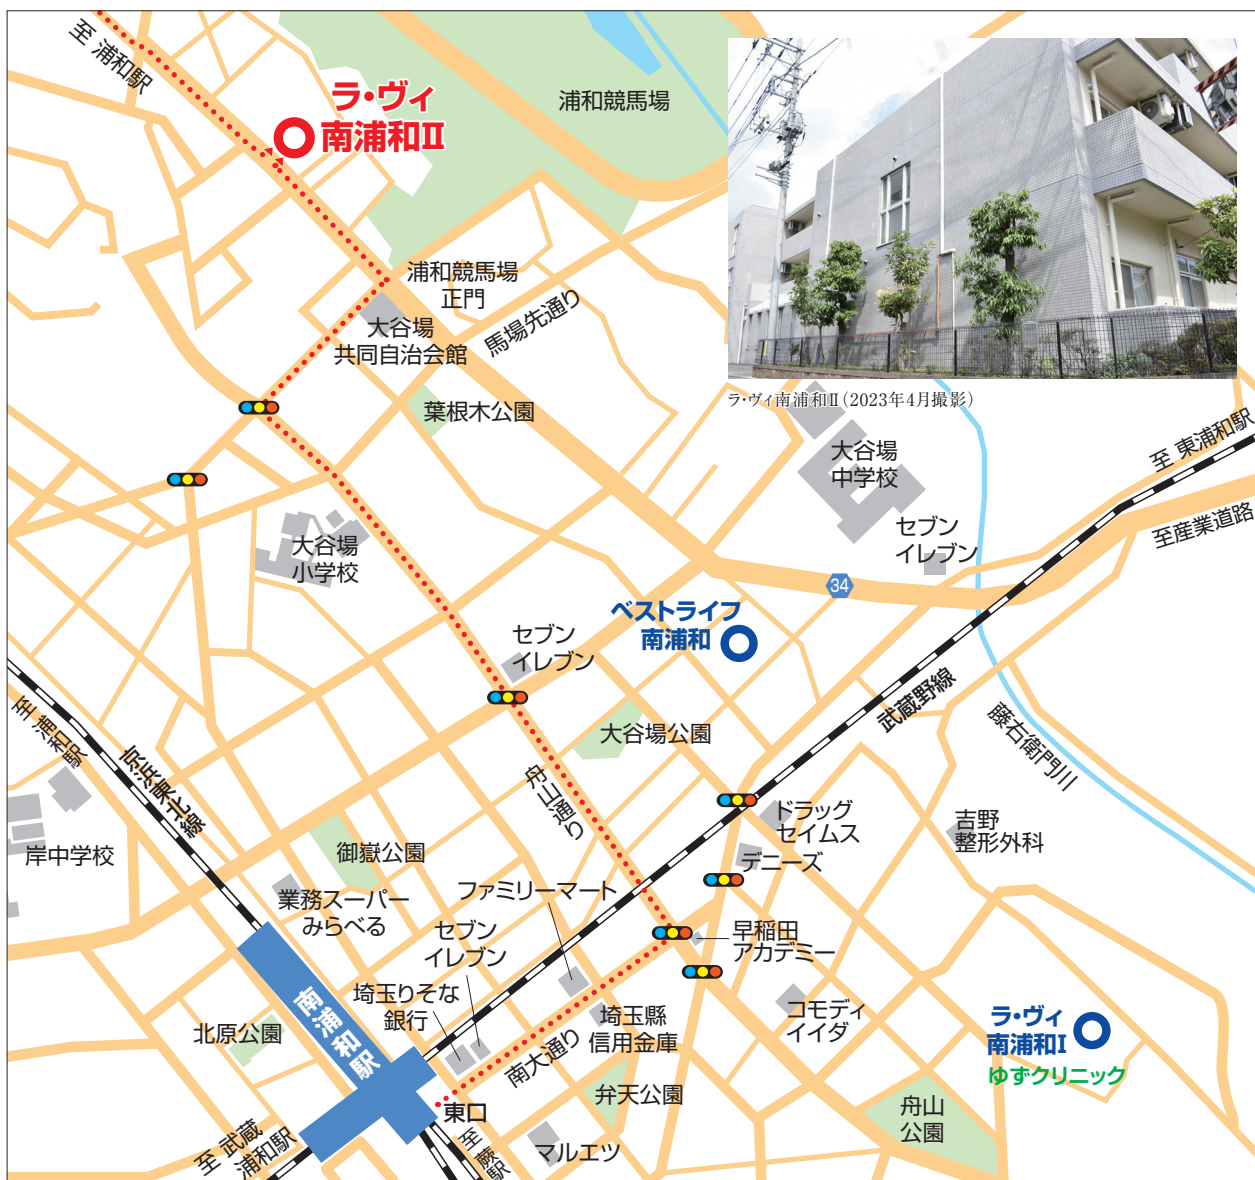 至 浦和駅
ラ・ヴィ
南浦和Ⅱ
浦和競馬場
浦和競馬場
正門
大谷場
共同自治会館
馬場先通り
葉根木公園
ラ・ヴィ南浦和Ⅱ(2023年4月撮影)
大谷場
中学校
至 東浦和駅
セブン
イレブン
至産業道路
34
大谷場
小学校
ベストライフ
南浦和
セブン
イレブン
武蔵野線
藤右衛門川
大谷場公園
至 浦和駅
京浜東北線
舟山通り
ドラッグ
セイムス
吉野
整形外科
デニーズ
岸中学校
御嶽公園
業務スーパー
みらべる
ファミリーマート
セブン
イレブン
早稲田
アカデミー
埼玉りそな
銀行
南浦和駅
北原公園
南大通り
埼玉縣
信用金庫
コモディ
イイダ
ラ・ヴィ
南浦和Ⅰ
ゆずクリニック
弁天公園
東口
舟山
公園
至 武蔵
浦和駅
至 蕨駅
マルエツ